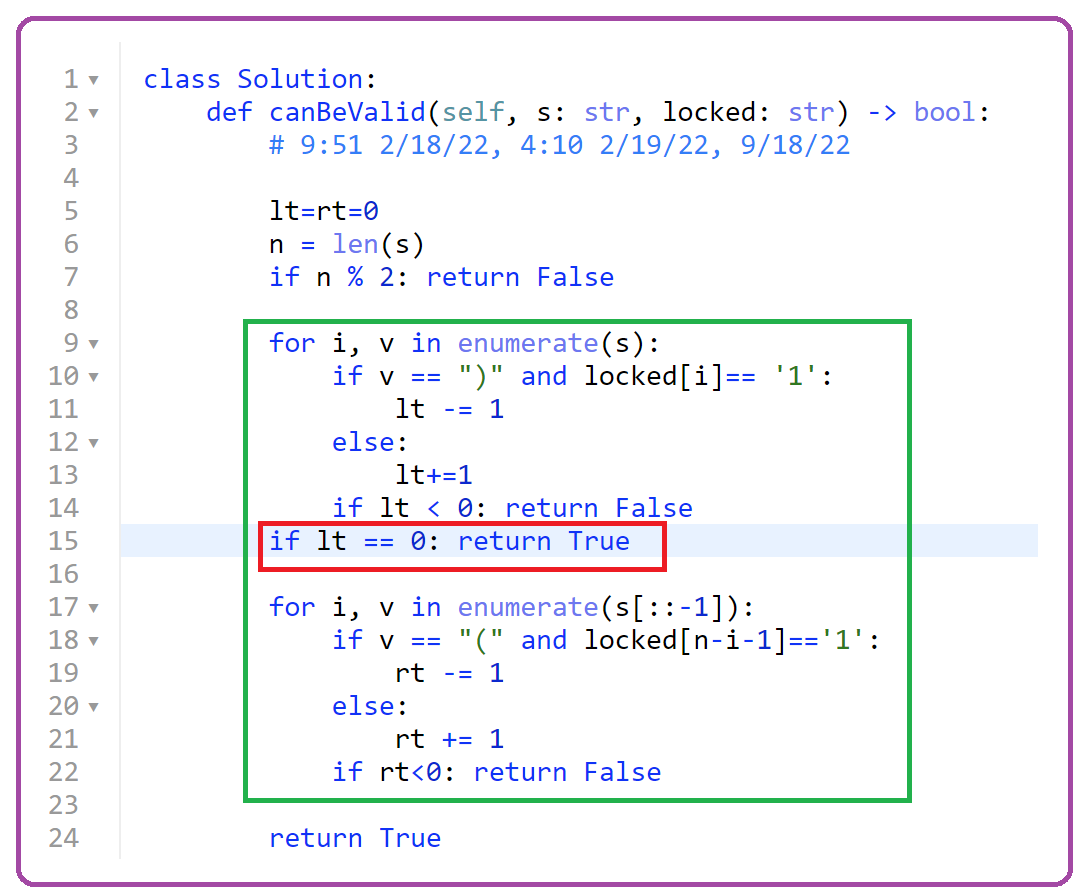 1 class Solution:
2     def canBeValid(self, s: str, locked: str) -> bool:
3         # 9:51 2/18/22, 4:10 2/19/22, 9/18/22
4
5         lt=rt=0
6         n = len(s)
7         if n % 2: return False
8
9         for i, v in enumerate(s):
10             if v == ")" and locked[i]== '1':
11                 lt -= 1
12             else:
13                 lt+=1
14             if lt < 0: return False
15         if lt == 0: return True
16
17         for i, v in enumerate(s[::-1]):
18             if v == "(" and locked[n-i-1]=='1':
19                 rt -= 1
20             else:
21                 rt += 1
22             if rt<0: return False
23
24         return True